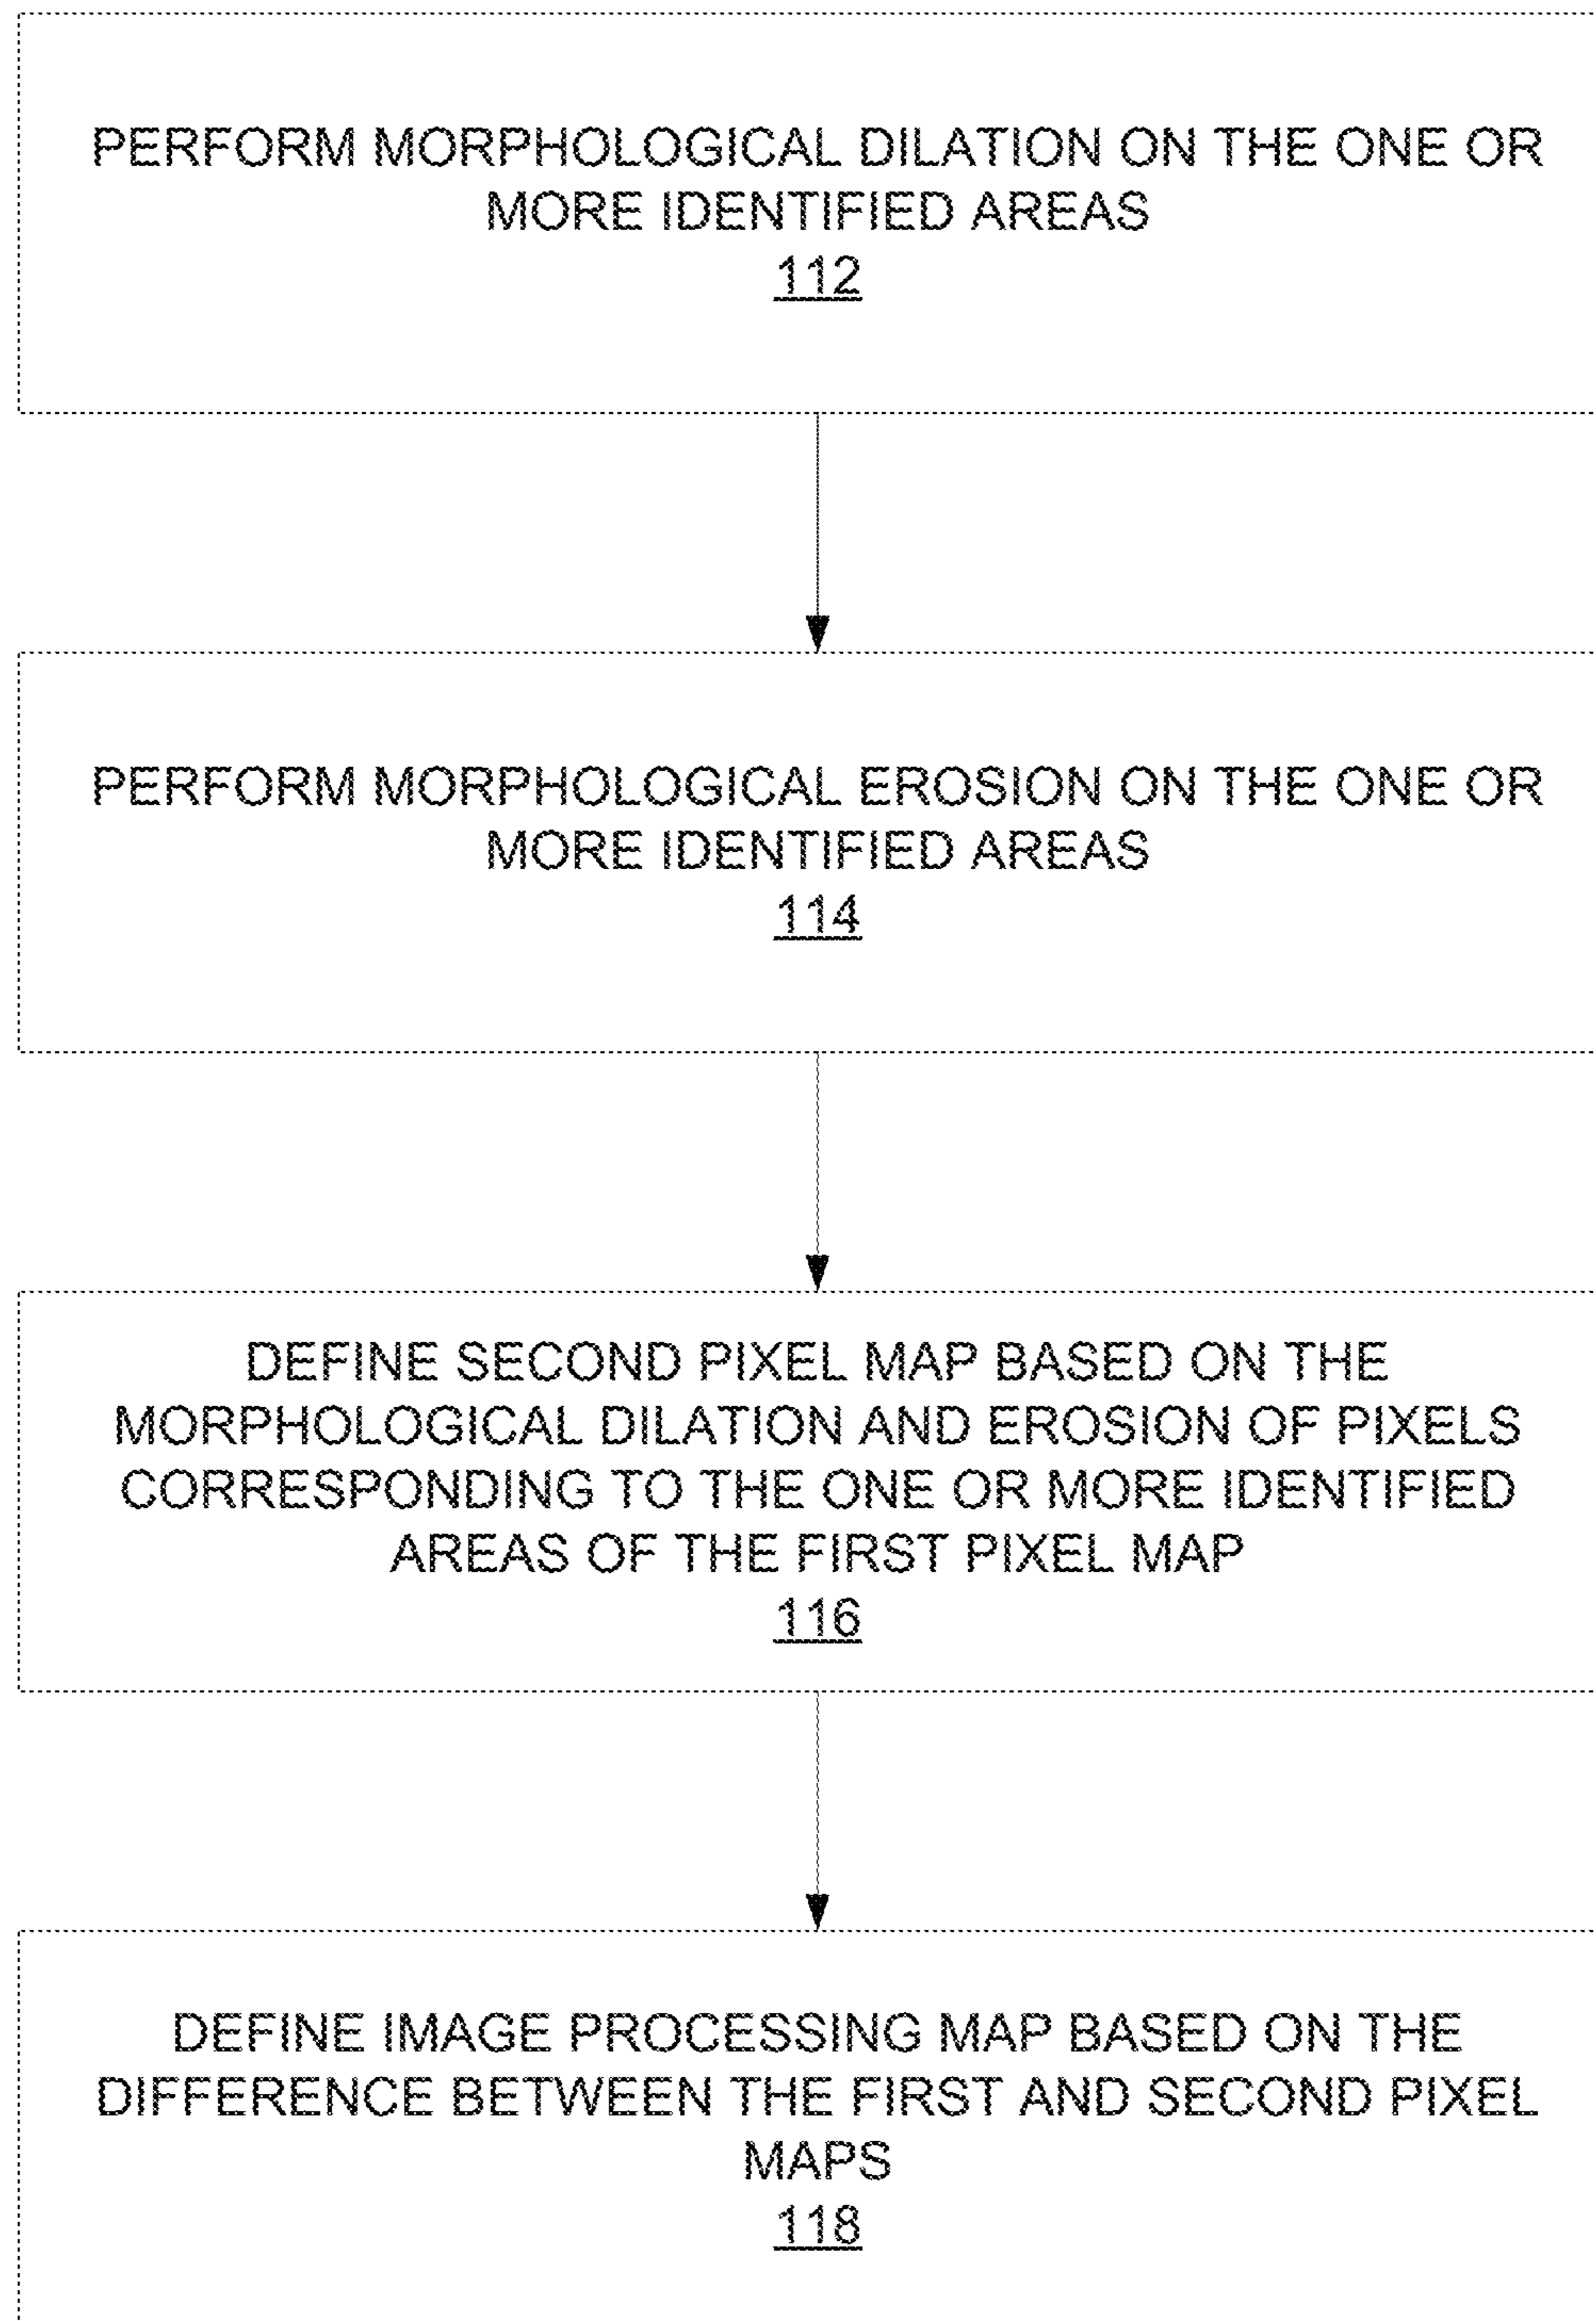 PERFORM MORPHOLOGICAL DILATION ON THE ONE OR
MORE IDENTIFIED AREAS
112
PERFORM MORPHOLOGICAL EROSION ON THE ONE OR
MORE IDENTIFIED AREAS
114
DEFINE SECOND PIXEL MAP BASED ON THE
MORPHOLOGICAL DILATION AND EROSION OF PIXELS
CORRESPONDING TO THE ONE OR MORE IDENTIFIED
AREAS OF THE FIRST PIXEL MAP
116
DEFINE IMAGE PROCESSING MAP BASED ON THE
DIFFERENCE BETWEEN THE FIRST AND SECOND PIXEL
MAPS
118